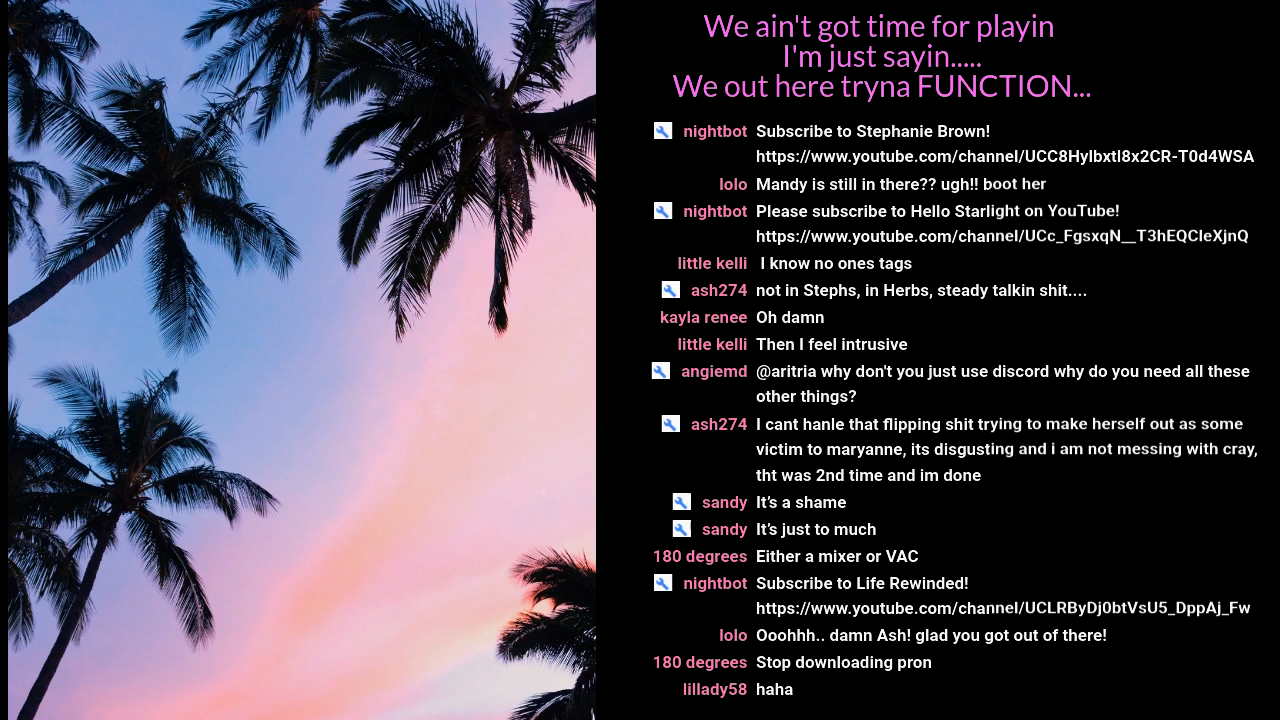 We ain't got time for playin
I'm just sayin.....
We out here tryna FUNCTION...
nightbot Subscribe to Stephanie Brown!
https://www.youtube.com/channel/UCC8Hylbxtl8x2CR-T0d4WSA
lolo Mandy is still in there?? ugh!! boot her
nightbot Please subscribe to Hello Starlight on YouTube!
https://www.youtube.com/channel/UCc_FgsxqN__T3hEQCleXjnQ
little kelli I know no ones tags
ash274 not in Stephs, in Herbs, steady talkin shit....
kayla renee Oh damn
little kelli Then I feel intrusive
angiemd @aritria why don't you just use discord why do you need all these
other things?
ash274 I cant hanle that flipping shit trying to make herself out as some
victim to maryanne, its disgusting and i am not messing with cray,
tht was 2nd time and im done
sandy It’s a shame
sandy It’s just to much
180 degrees Either a mixer or VAC
nightbot Subscribe to Life Rewinded!
https://www.youtube.com/channel/UCLRByDj0btVsU5_DppAj_Fw
lolo Ooohhh.. damn Ash! glad you got out of there!
180 degrees Stop downloading pron
lillady58 haha